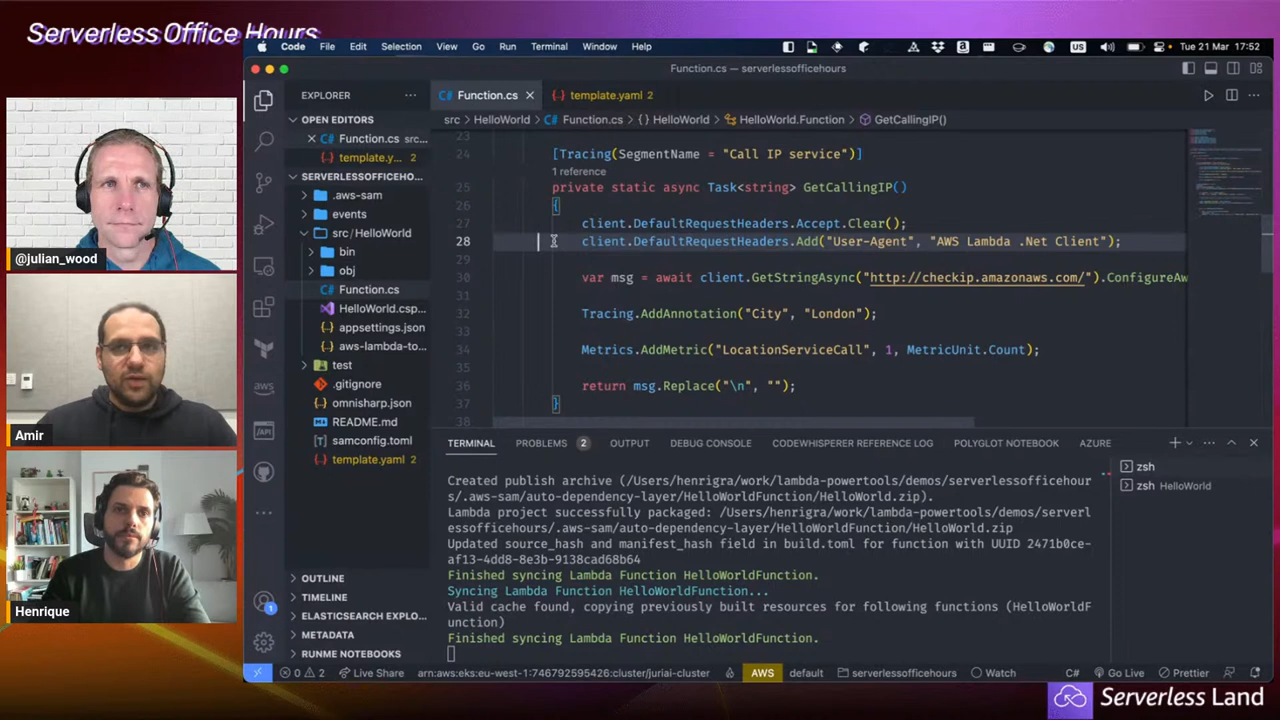 Serverless Office Hours
Code File Edit Selection View Go Run Terminal Window Help
US Tue 21 Mar 17:52
Function.cs — serverlessofficehours
EXPLORER
OPEN EDITORS
Function.cs src...
template.y... 2
SERVERLESSOFFICEHO...
.aws-sam
events
src/HelloWorld
bin
obj
Function.cs
HelloWorld.csp...
appsettings.json
aws-lambda-to...
test
.gitignore
omnisharp.json
README.md
samconfig.toml
template.yaml 2
OUTLINE
TIMELINE
ELASTICSEARCH EXPLO...
METADATA
RUNME NOTEBOOKS
aws
API
1
Function.cs
template.yaml 2
src > HelloWorld > Function.cs > {} HelloWorld > HelloWorld.Function > GetCallingIP()
23
24 [Tracing(SegmentName = "Call IP service")]
1 reference
25 private static async Task<string> GetCallingIP()
26 {
27 client.DefaultRequestHeaders.Accept.Clear();
28 client.DefaultRequestHeaders.Add("User-Agent", "AWS Lambda .Net Client");
29
30 var msg = await client.GetStringAsync("http://checkip.amazonaws.com/").ConfigureAw
31
32 Tracing.AddAnnotation("City", "London");
33
34 Metrics.AddMetric("LocationServiceCall", 1, MetricUnit.Count);
35
36 return msg.Replace("\n", "");
37 }
38
TERMINAL PROBLEMS 2 OUTPUT DEBUG CONSOLE CODEWHISPERER REFERENCE LOG POLYGLOT NOTEBOOK AZURE
Created publish archive (/Users/henrigra/work/lambda-powertools/demos/serverlessofficehour
s/.aws-sam/auto-dependency-layer/HelloWorldFunction/HelloWorld.zip).
Lambda project successfully packaged: /Users/henrigra/work/lambda-powertools/demos/serverl
essofficehours/.aws-sam/auto-dependency-layer/HelloWorldFunction/HelloWorld.zip
Updated source_hash and manifest_hash field in build.toml for function with UUID 2471b0ce-
af13-4dd8-8e3b-9138cad68b64
Finished syncing Lambda Function HelloWorldFunction.
Syncing Lambda Function HelloWorldFunction...
Valid cache found, copying previously built resources for following functions (HelloWorldF
unction)
Finished syncing Lambda Function HelloWorldFunction.
zsh
zsh HelloWorld
0 2 Live Share arn:aws:eks:eu-west-1:746792595426:cluster/juriai-cluster AWS default serverlessofficehours Watch C# Go Live Prettier
@julian_wood
Amir
Henrique
Serverless Land